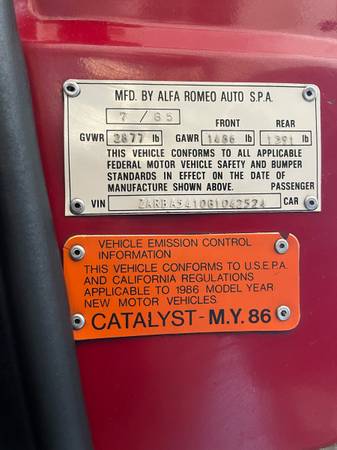 MFD. BY ALFA ROMEO AUTO S.P.A.
7 / 85 FRONT REAR
GVWR 2877 lb GAWR 1486 lb 1391 lb
THIS VEHICLE CONFORMS TO ALL APPLICABLE
FEDERAL MOTOR VEHICLE SAFETY AND BUMPER
STANDARDS IN EFFECT ON THE DATE OF
MANUFACTURE SHOWN ABOVE. PASSENGER
VIN ZARBA5410G1042524 CAR
VEHICLE EMISSION CONTROL
INFORMATION
THIS VEHICLE CONFORMS TO U.S.E.P.A.
AND CALIFORNIA REGULATIONS
APPLICABLE TO 1986 MODEL YEAR
NEW MOTOR VEHICLES
CATALYST - M.Y. 86